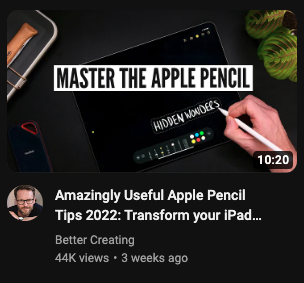 MASTER THE APPLE PENCIL
HIDDEN WONDERS
10:20
Amazingly Useful Apple Pencil
Tips 2022: Transform your iPad…
Better Creating
44K views • 3 weeks ago